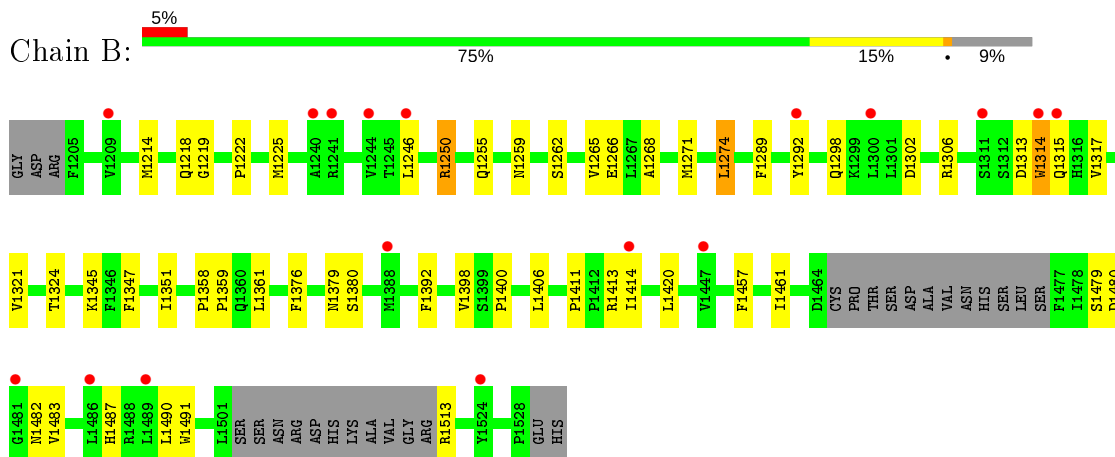 5%
Chain B:
75% 15% • 9%
GLY ASP ARG F1205 V1209 M1214 Q1218 G1219 P1222 M1225 A1240 R1241 V1244 T1245 L1246 R1250 Q1255 N1259 S1262 V1265 E1266 L1267 A1268 M1271 L1274 F1289 Y1292 Q1298 K1299 L1300 L1301 D1302 R1306 S1311 S1312 D1313 W1314 Q1315 H1316 V1317
V1321 T1324 K1345 F1346 F1347 I1351 P1358 P1359 Q1360 L1361 F1376 N1379 S1380 M1388 F1392 V1398 S1399 P1400 L1406 P1411 P1412 R1413 I1414 L1420 V1447 F1457 I1461 D1464 CYS PRO THR SER ASP ALA VAL ASN HIS SER LEU SER F1477 I1478 S1479 D1480
G1481 N1482 V1483 L1486 H1487 R1488 L1489 L1490 W1491 L1501 SER SER ASN ARG ASP HIS LYS ALA VAL GLY ARG R1513 Y1524 P1528 GLU HIS